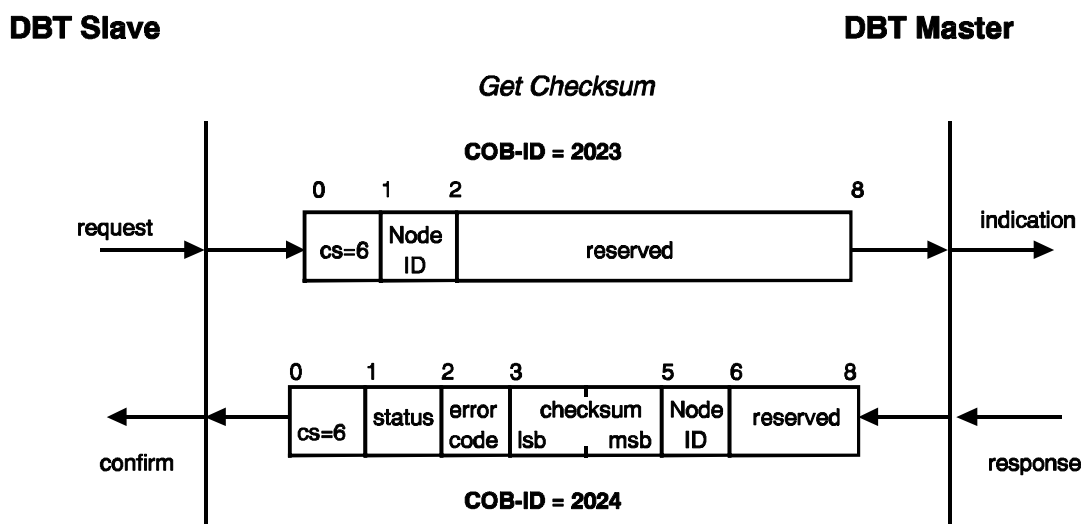 DBT Slave DBT Master
Get Checksum
COB-ID = 2023
0 1 2 8
request indication
cs=6 Node ID reserved
0 1 2 3 5 6 8
cs=6 status error code checksum lsb msb Node ID reserved
confirm response
COB-ID = 2024